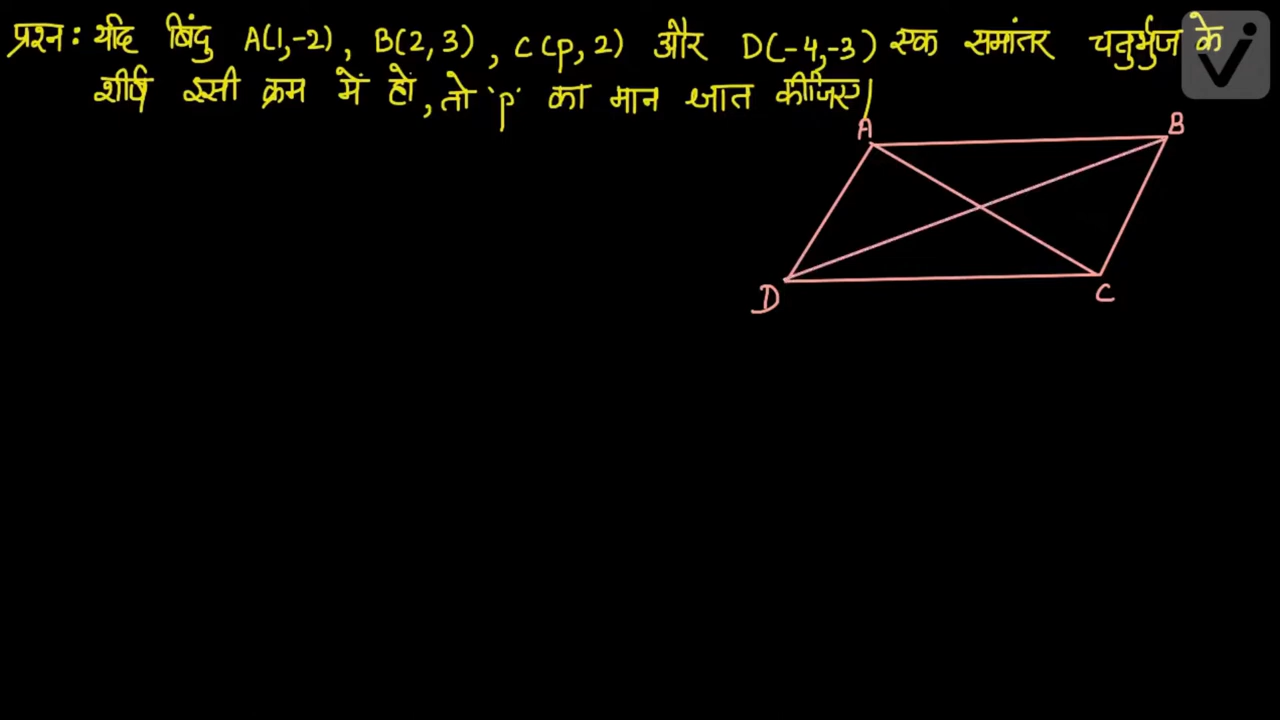 प्रश्न: यदि बिंदु A(1,-2), B(2,3), C(p,2) और D(-4,-3) एक समांतर चतुर्भुज के
शीर्ष इसी क्रम में हों, तो 'p' का मान ज्ञात कीजिए।
A
B
D
C